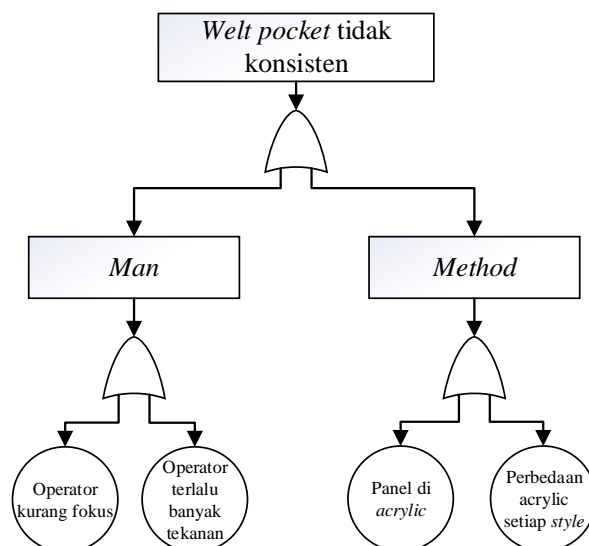 Welt pocket tidak
konsisten
Man
Method
Operator
kurang fokus
Operator
terlalu
banyak
tekanan
Panel di
acrylic
Perbedaan
acrylic
setiap style